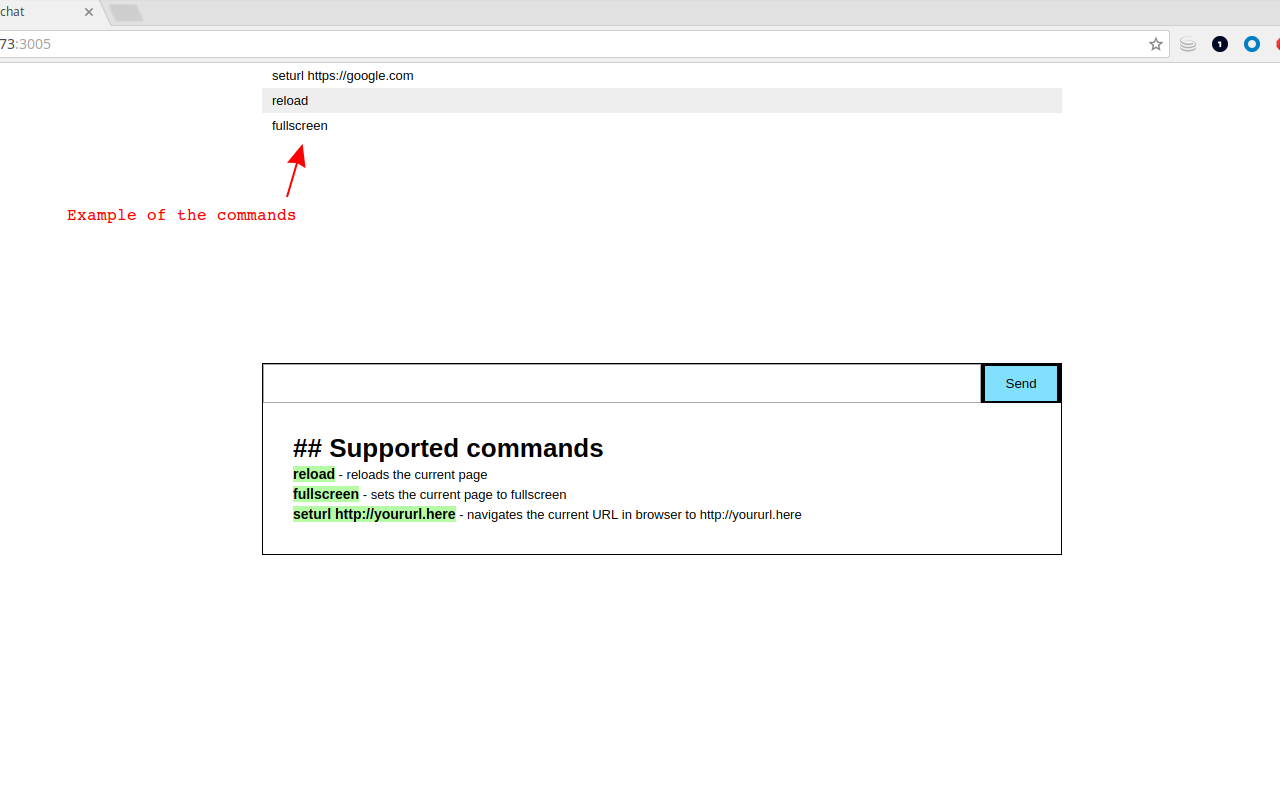 chat
73:3005
seturl https://google.com
reload
fullscreen
Example of the commands
Send
## Supported commands
reload - reloads the current page
fullscreen - sets the current page to fullscreen
seturl http://yoururl.here - navigates the current URL in browser to http://yoururl.here